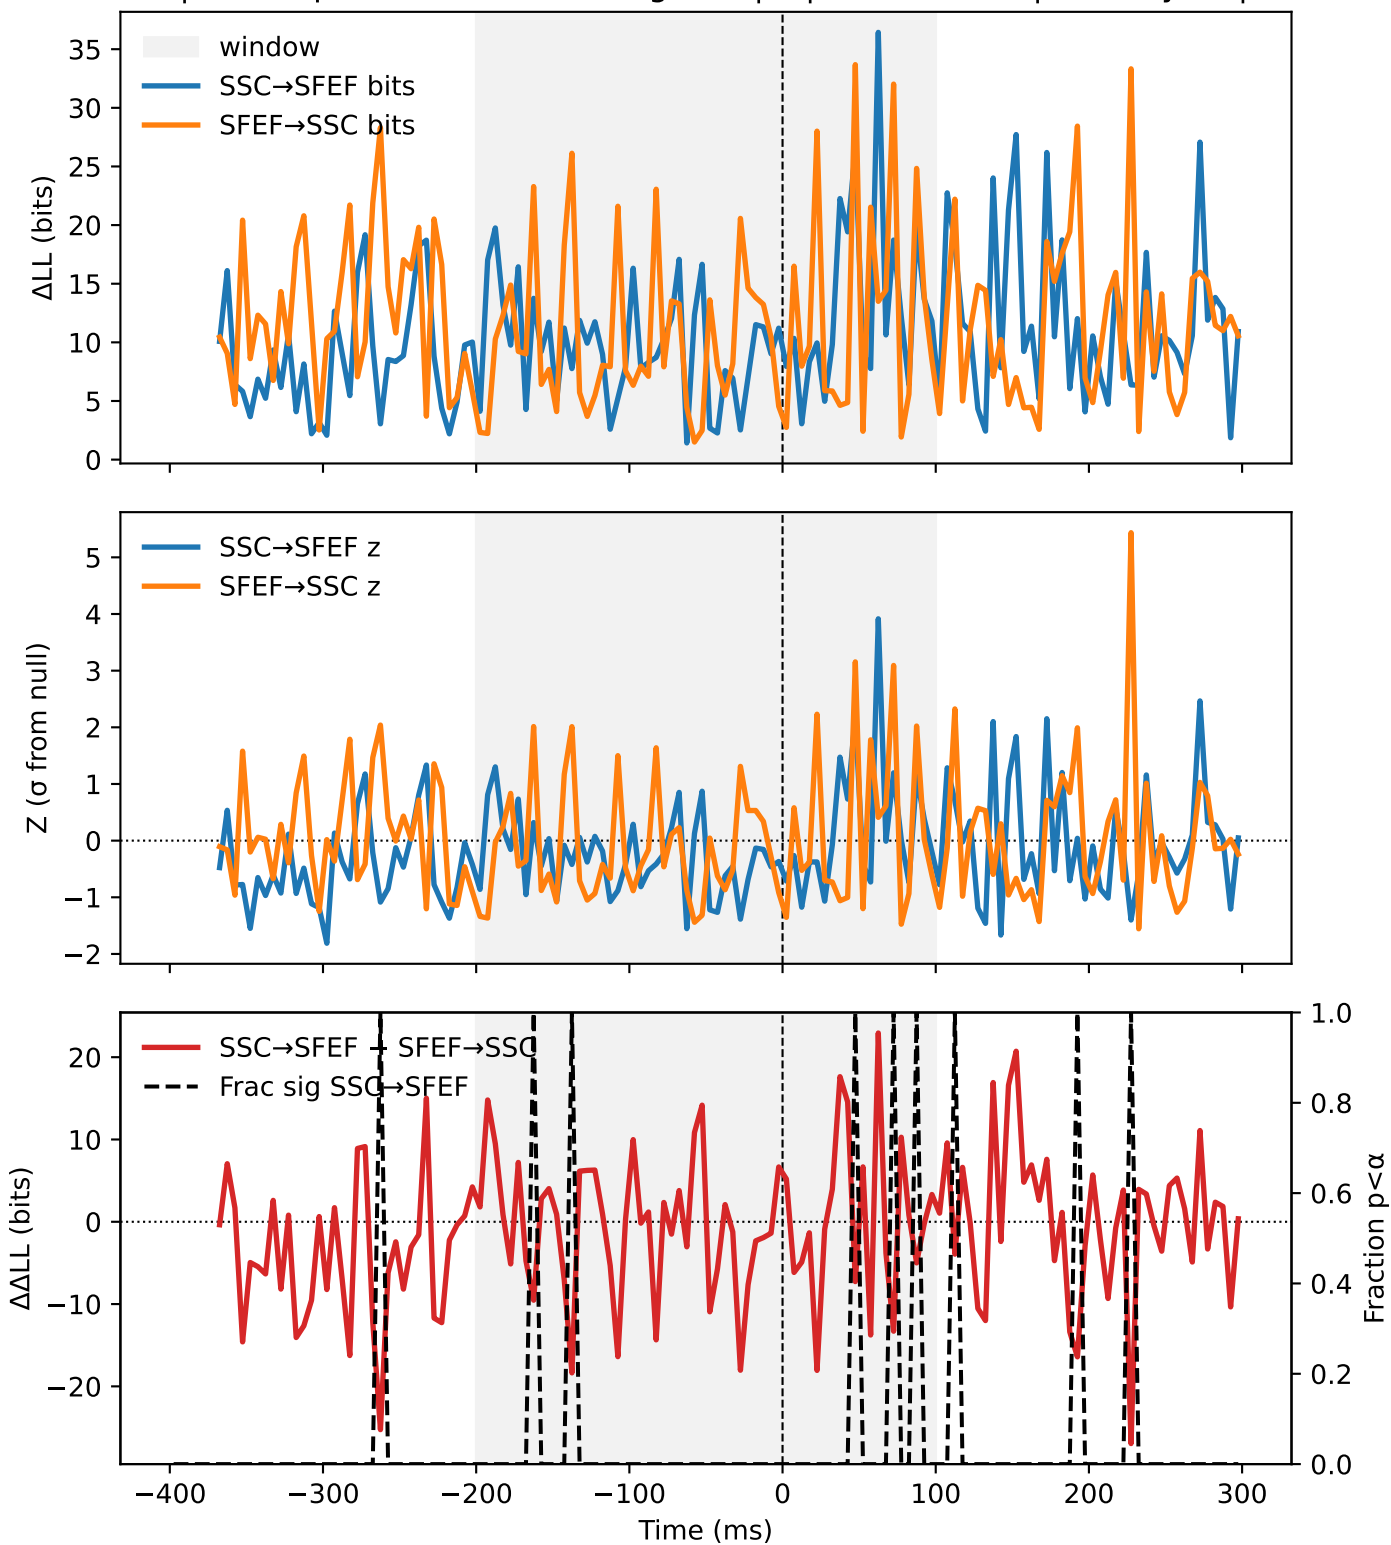 35
30
25
20
15
10
5
0
ΔLL (bits)
window
SSC→SFEF bits
SFEF→SSC bits
5
4
3
2
1
0
−1
−2
Z (σ from null)
SSC→SFEF z
SFEF→SSC z
20
10
0
−10
−20
ΔΔLL (bits)
SSC→SFEF − SFEF→SSC
Frac sig SSC→SFEF
1.0
0.8
0.6
0.4
0.2
0.0
Fraction p<α
−400 −300 −200 −100 0 100 200 300
Time (ms)